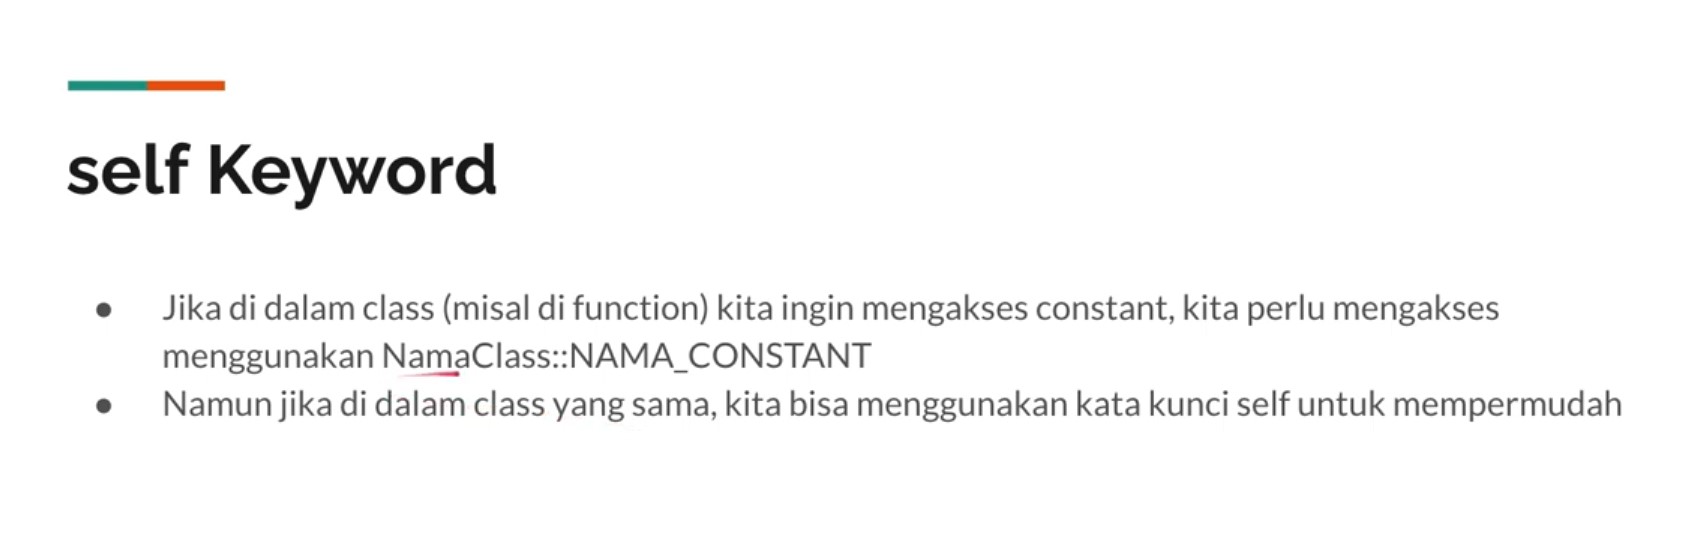 self Keyword
● Jika di dalam class (misal di function) kita ingin mengakses constant, kita perlu mengakses
menggunakan NamaClass::NAMA_CONSTANT
● Namun jika di dalam class yang sama, kita bisa menggunakan kata kunci self untuk mempermudah